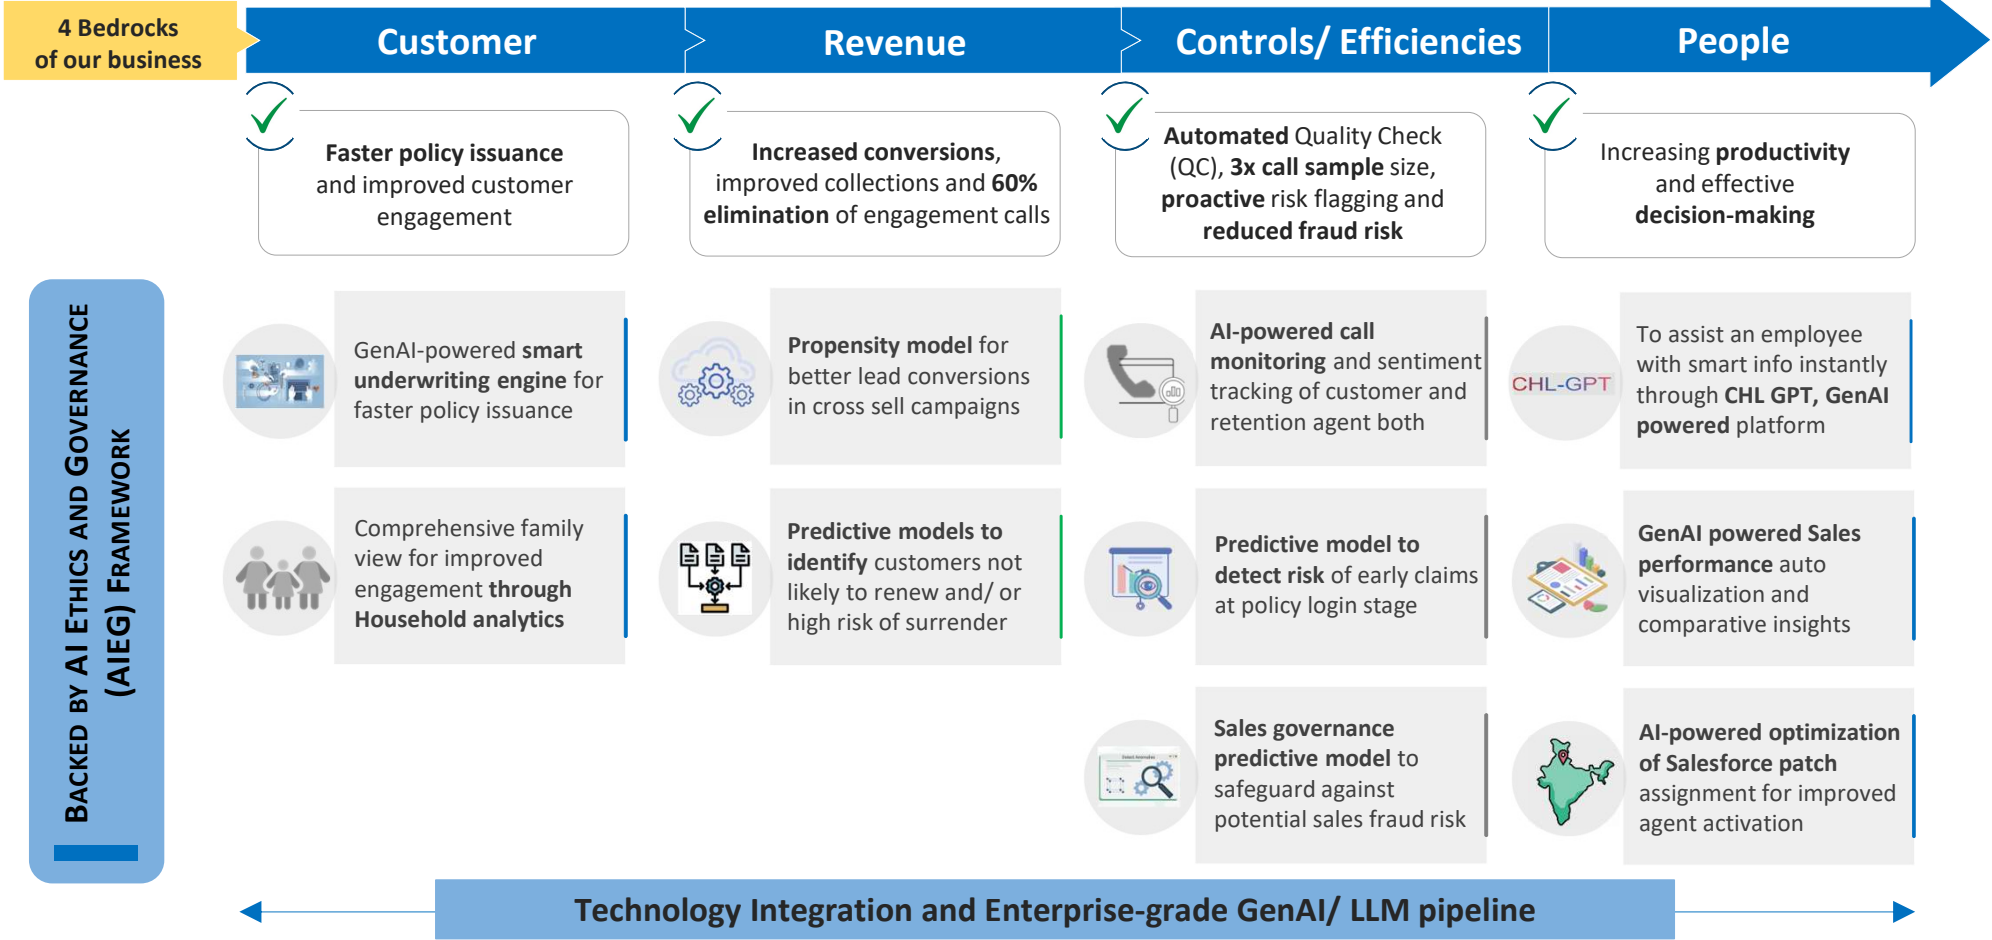 4 Bedrocks
of our business
Customer
Revenue
Controls/ Efficiencies
People
Faster policy issuance
and improved customer
engagement
Increased conversions,
improved collections and 60%
elimination of engagement calls
Automated Quality Check
(QC), 3x call sample size,
proactive risk flagging and
reduced fraud risk
Increasing productivity
and effective
decision-making
BACKED BY AI ETHICS AND GOVERNANCE
(AIEG) FRAMEWORK
GenAI-powered smart
underwriting engine for
faster policy issuance
Comprehensive family
view for improved
engagement through
Household analytics
Propensity model for
better lead conversions
in cross sell campaigns
Predictive models to
identify customers not
likely to renew and/ or
high risk of surrender
AI-powered call
monitoring and sentiment
tracking of customer and
retention agent both
Predictive model to
detect risk of early claims
at policy login stage
Sales governance
predictive model to
safeguard against
potential sales fraud risk
CHL-GPT
To assist an employee
with smart info instantly
through CHL GPT, GenAI
powered platform
GenAI powered Sales
performance auto
visualization and
comparative insights
AI-powered optimization
of Salesforce patch
assignment for improved
agent activation
Technology Integration and Enterprise-grade GenAI/ LLM pipeline